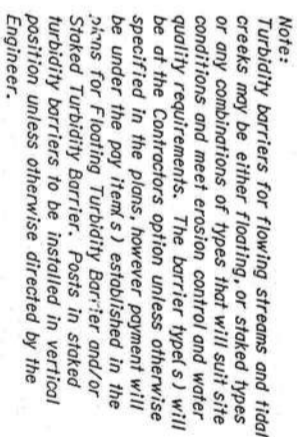 Note:
Turbidity barriers for flowing streams and tidal
creeks may be either floating, or staked types
or any combinations of types that will suit site
conditions and meet erosion control and water
quality requirements. The barrier type(s) will
be at the Contractors option unless otherwise
specified in the plans, however payment will
be under the pay item(s) established in the
plans for Floating Turbidity Barrier and/or
Staked Turbidity Barrier. Posts in staked
turbidity barriers to be installed in vertical
position unless otherwise directed by the
Engineer.